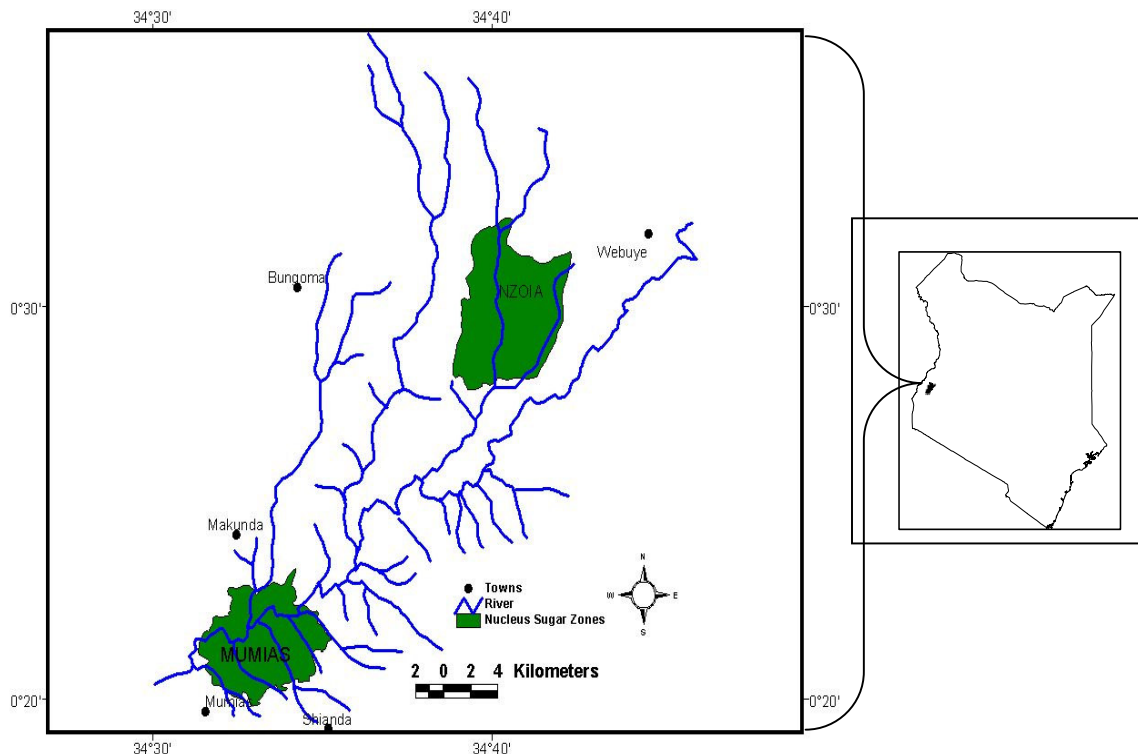 34°30'
34°40'
Webuye
Bungoma
NZOIA
0°30'
0°30'
Makunda
N
W
E
S
Towns
River
Nucleus Sugar Zones
MUMIAS
2 0 2 4 Kilometers
0°20'
0°20'
Mumias
Shianda
34°30'
34°40'